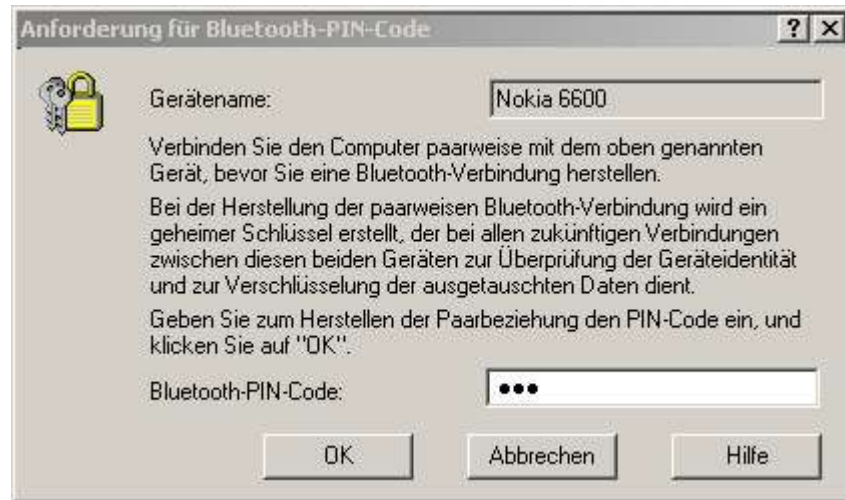 Anforderung für Bluetooth-PIN-Code
Gerätename:
Nokia 6600
Verbinden Sie den Computer paarweise mit dem oben genannten
Gerät, bevor Sie eine Bluetooth-Verbindung herstellen.
Bei der Herstellung der paarweisen Bluetooth-Verbindung wird ein
geheimer Schlüssel erstellt, der bei allen zukünftigen Verbindungen
zwischen diesen beiden Geräten zur Überprüfung der Geräteidentität
und zur Verschlüsselung der ausgetauschten Daten dient.
Geben Sie zum Herstellen der Paarbeziehung den PIN-Code ein, und
klicken Sie auf "OK".
Bluetooth-PIN-Code: •••
OK Abbrechen Hilfe